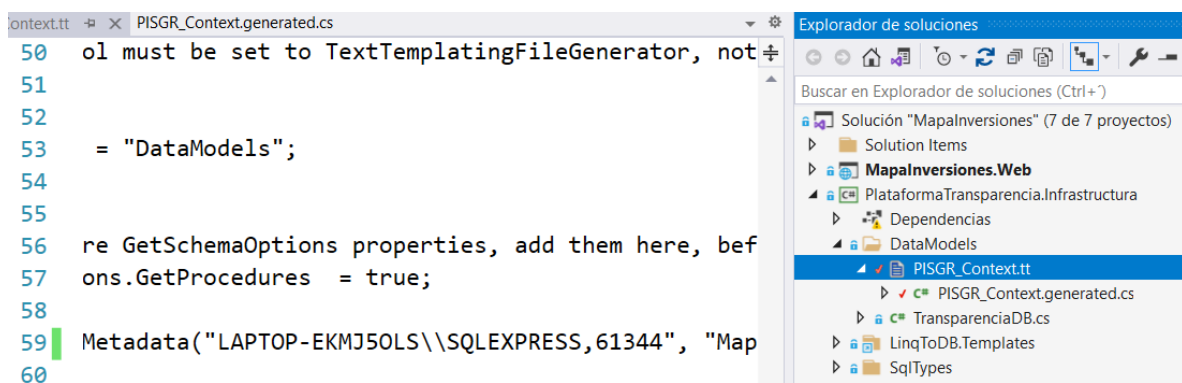 ontext.tt PISGR_Context.generated.cs
50 ol must be set to TextTemplatingFileGenerator, not
51
52
53 = "DataModels";
54
55
56 re GetSchemaOptions properties, add them here, bef
57 ons.GetProcedures  = true;
58
59 Metadata("LAPTOP-EKMJ5OLS\\SQLEXPRESS,61344", "Map
60
Explorador de soluciones
Buscar en Explorador de soluciones (Ctrl+´)
Solución "MapaInversiones" (7 de 7 proyectos)
Solution Items
MapaInversiones.Web
PlataformaTransparencia.Infrastructura
Dependencias
DataModels
PISGR_Context.tt
C# PISGR_Context.generated.cs
C# TransparenciaDB.cs
LinqToDB.Templates
SqlTypes